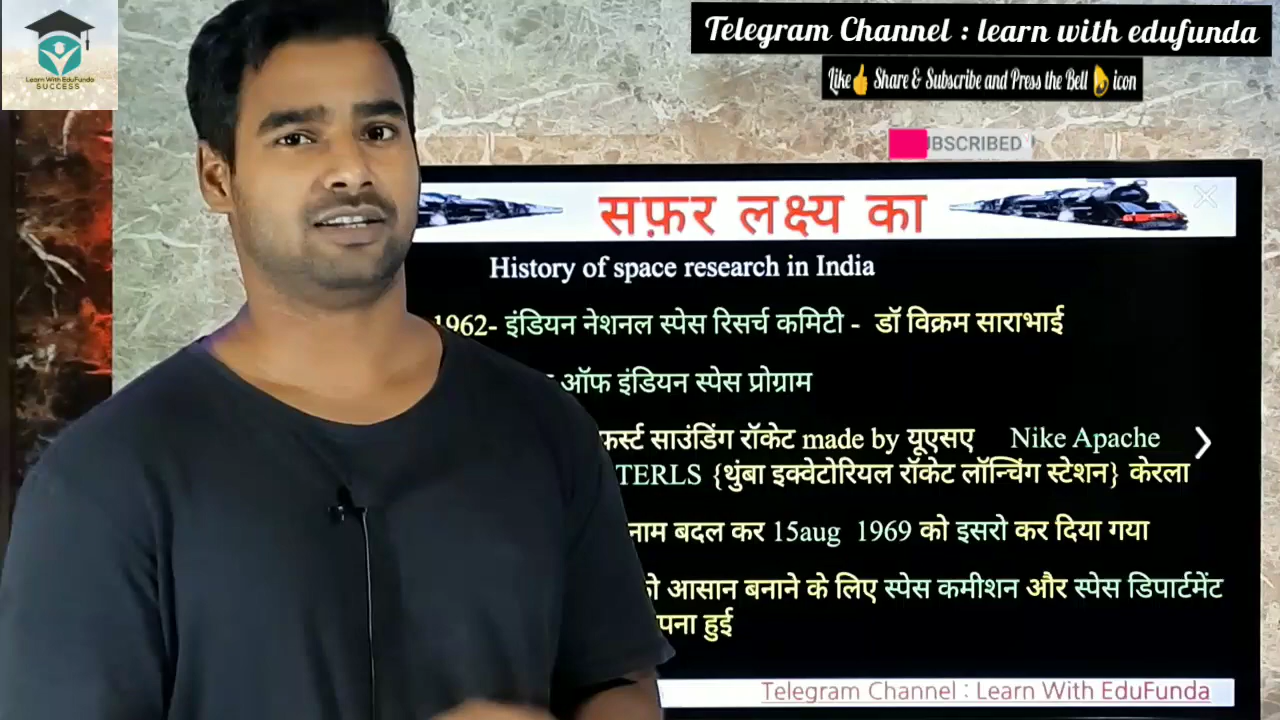 Learn With EduFunda
SUCCESS
Telegram Channel : learn with edufunda
Like👍 Share & Subscribe and Press the Bell icon
UBSCRIBED
सफ़र लक्ष्य का
History of space research in India
1962- इंडियन नेशनल स्पेस रिसर्च कमिटी - डॉ विक्रम साराभाई
ऑफ इंडियन स्पेस प्रोग्राम
फर्स्ट साउंडिंग रॉकेट made by यूएसए Nike Apache
TERLS {थुंबा इक्वेटोरियल रॉकेट लॉन्चिंग स्टेशन} केरला
नाम बदल कर 15aug 1969 को इसरो कर दिया गया
को आसान बनाने के लिए स्पेस कमीशन और स्पेस डिपार्टमेंट
पना हुई
Telegram Channel : Learn With EduFunda